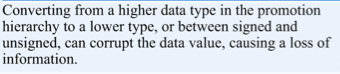 Converting from a higher data type in the promotion
hierarchy to a lower type, or between signed and
unsigned, can corrupt the data value, causing a loss of
information.